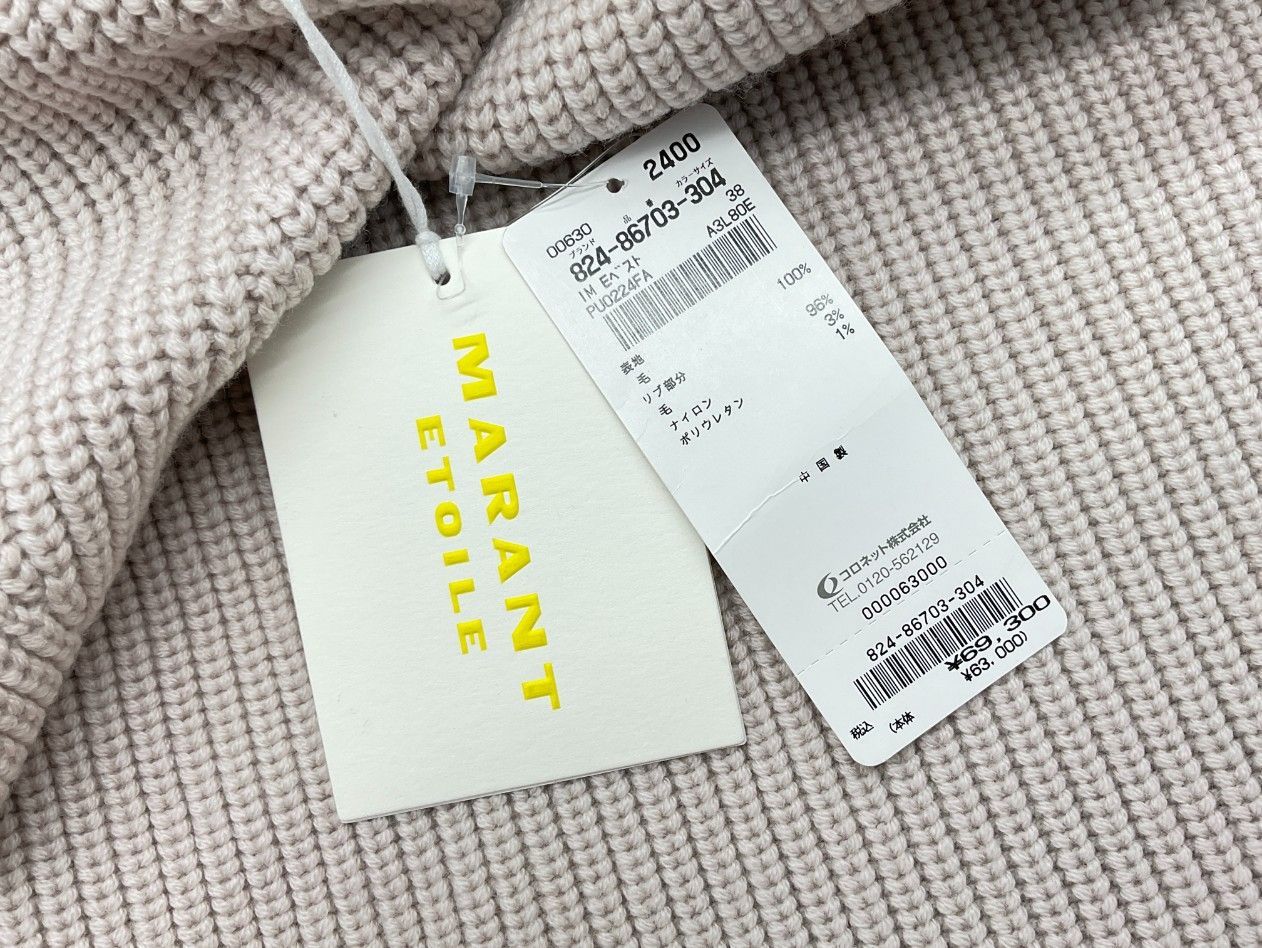 MARANT
ETOILE
2400
00630
ブランド 品番 カラーサイズ
824-86703-304
IM Eベスト 38
PU0224FA A3L80E
表地
毛 100%
リブ部分
毛 96%
ナイロン 3%
ポリウレタン 1%
中国製
コロネット株式会社
TEL.0120-562129
000063000
824-86703-304
税込 ¥69,300
(本体 ¥63,000)